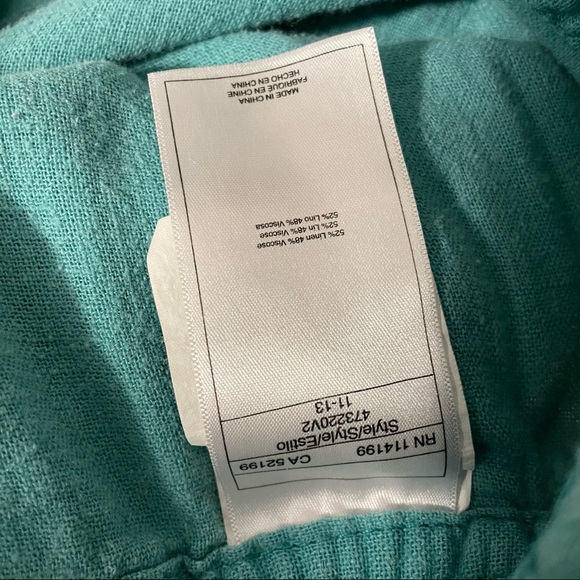 RN 114199 CA 52199
Style/Style/Estilo
473220V2
11-13
52% Linen 48% Viscose
52% Lin 48% Viscose
52% Lino 48% Viscosa
MADE IN CHINA
FABRIQUE EN CHINE
HECHO EN CHINA